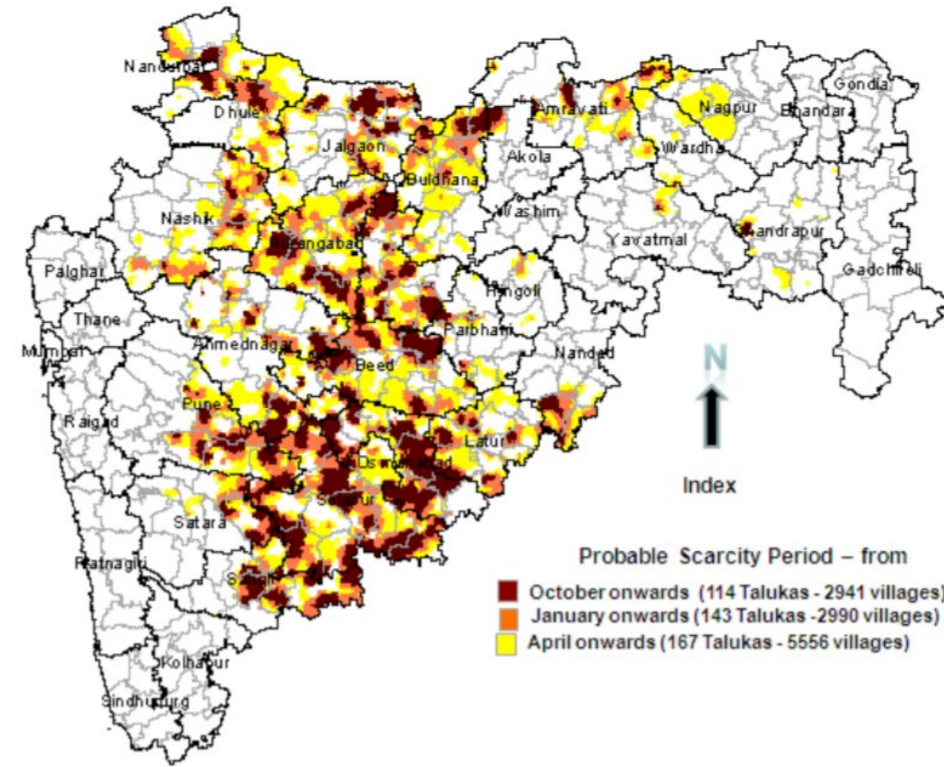 Nandurbar
Dhule
Jalgaon
Amravati
Nagpur
Bhandara
Gondia
Akola
Wardha
Buldhana
Washim
Nashik
Aurangabad
Yavatmal
Chandrapur
Gadchiroli
Palghar
Hingoli
Thane
Parbhani
Mumbai
Ahmednagar
Nanded
Beed
N
Pune
Raigad
Latur
Osmanabad
Index
Satara
Ratnagiri
Kolhapur
Sindhudurg
Probable Scarcity Period – from
October onwards (114 Talukas - 2941 villages)
January onwards (143 Talukas -2990 villages)
April onwards (167 Talukas - 5556 villages)